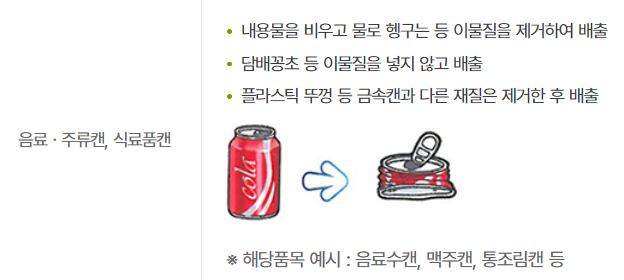 • 내용물을 비우고 물로 헹구는 등 이물질을 제거하여 배출
• 담배꽁초 등 이물질을 넣지 않고 배출
• 플라스틱 뚜껑 등 금속캔과 다른 재질은 제거한 후 배출
음료 · 주류캔, 식료품캔
cola
※ 해당품목 예시 : 음료수캔, 맥주캔, 통조림캔 등